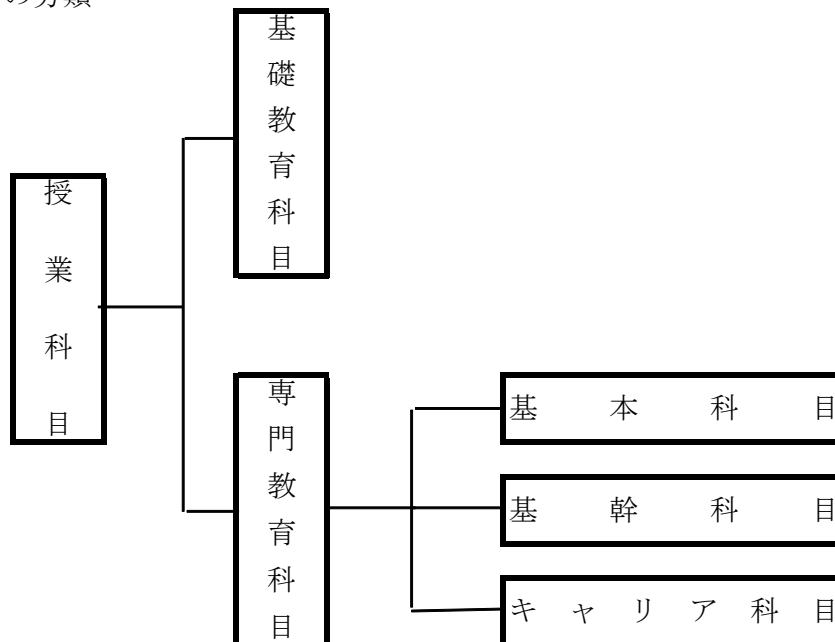 の分類
基礎教育科目
授業科目
専門教育科目
基本科目
基幹科目
キャリア科目